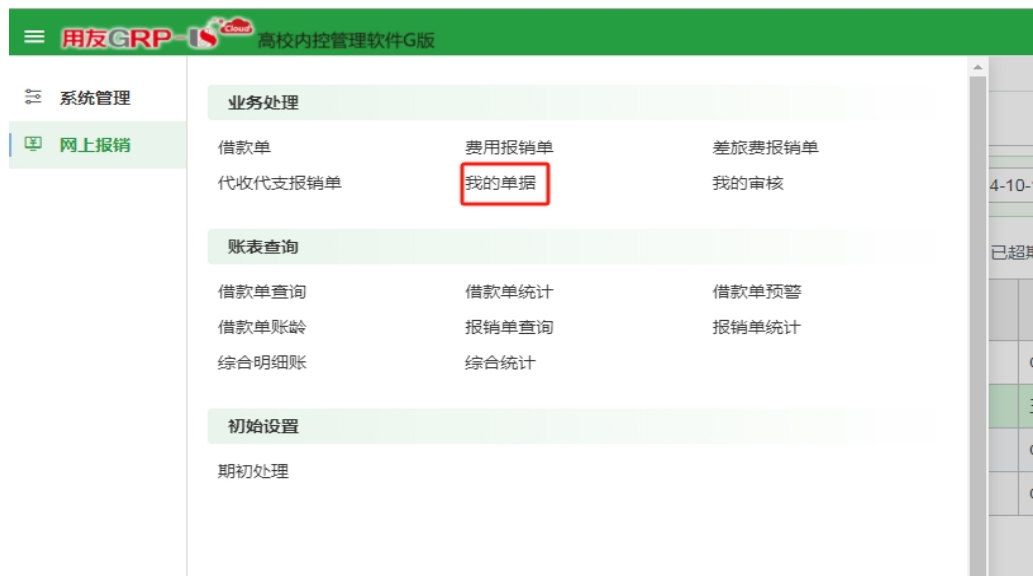 用友GRP-U8 Cloud 高校内控管理软件G版
系统管理
网上报销
业务处理
借款单 费用报销单 差旅费报销单
代收代支报销单 我的单据 我的审核
账表查询
借款单查询 借款单统计 借款单预警
借款单账龄 报销单查询 报销单统计
综合明细账 综合统计
初始设置
期初处理
4-10-
已超